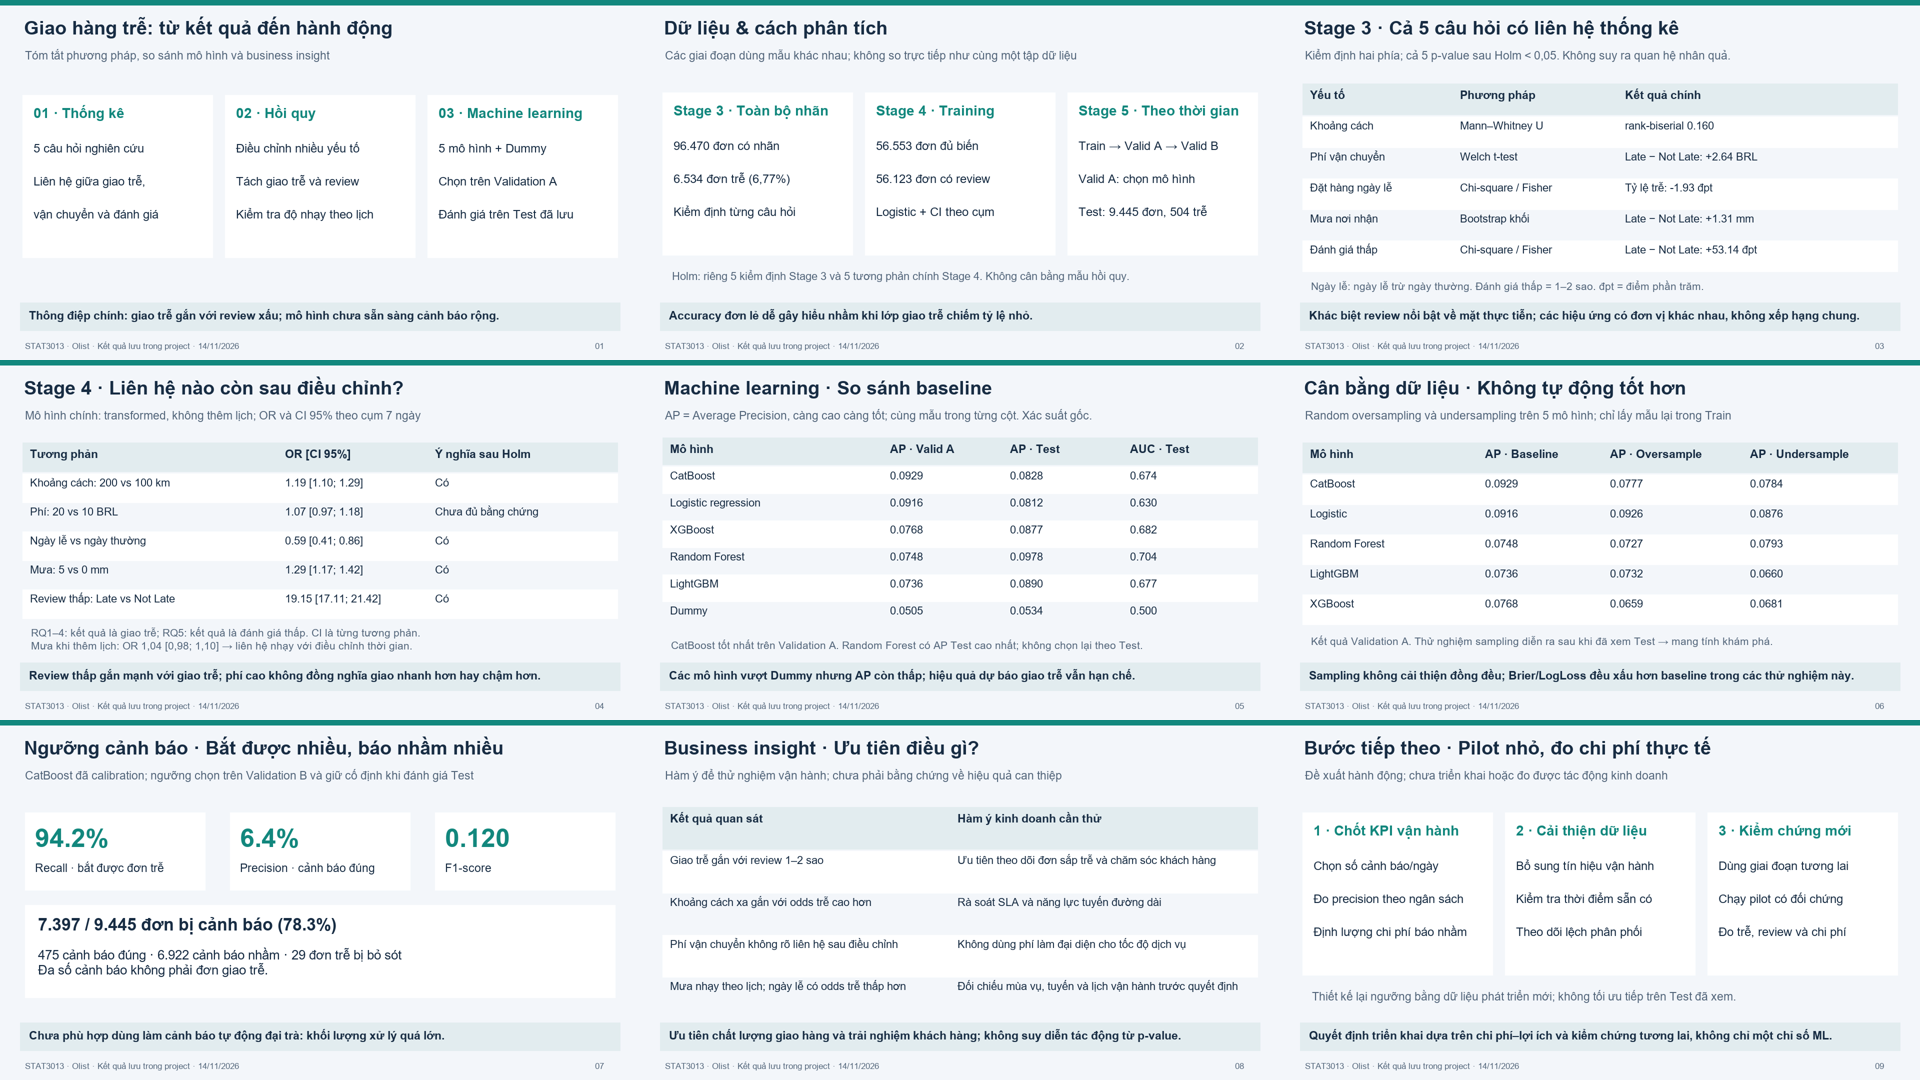 Giao hàng trễ: từ kết quả đến hành động
Tóm tắt phương pháp, so sánh mô hình và business insight
01 · Thống kê
5 câu hỏi nghiên cứu
Liên hệ giữa giao trễ,
vận chuyển và đánh giá
02 · Hồi quy
Điều chỉnh nhiều yếu tố
Tách giao trễ và review
Kiểm tra độ nhạy theo lịch
03 · Machine learning
5 mô hình + Dummy
Chọn trên Validation A
Đánh giá trên Test đã lưu
Thông điệp chính: giao trễ gắn với review xấu; mô hình chưa sẵn sàng cảnh báo rộng.
STAT3013 · Olist · Kết quả lưu trong project · 14/11/2026 01
Dữ liệu & cách phân tích
Các giai đoạn dùng mẫu khác nhau; không so trực tiếp như cùng một tập dữ liệu
Stage 3 · Toàn bộ nhãn
96.470 đơn có nhãn
6.534 đơn trễ (6,77%)
Kiểm định từng câu hỏi
Stage 4 · Training
56.553 đơn đủ biến
56.123 đơn có review
Logistic + CI theo cụm
Stage 5 · Theo thời gian
Train → Valid A → Valid B
Valid A: chọn mô hình
Test: 9.445 đơn, 504 trễ
Holm: riêng 5 kiểm định Stage 3 và 5 tương phản chính Stage 4. Không cân bằng mẫu hồi quy.
Accuracy đơn lẻ dễ gây hiểu nhầm khi lớp giao trễ chiếm tỷ lệ nhỏ.
STAT3013 · Olist · Kết quả lưu trong project · 14/11/2026 02
Stage 3 · Cả 5 câu hỏi có liên hệ thống kê
Kiểm định hai phía; cả 5 p-value sau Holm < 0,05. Không suy ra quan hệ nhân quả.
Yếu tố Phương pháp Kết quả chính
Khoảng cách Mann–Whitney U rank-biserial 0.160
Phí vận chuyển Welch t-test Late − Not Late: +2.64 BRL
Đặt hàng ngày lễ Chi-square / Fisher Tỷ lệ trễ: -1.93 đpt
Mưa nơi nhận Bootstrap khối Late − Not Late: +1.31 mm
Đánh giá thấp Chi-square / Fisher Late − Not Late: +53.14 đpt
Ngày lễ: ngày lễ trừ ngày thường. Đánh giá thấp = 1–2 sao. đpt = điểm phần trăm.
Khác biệt review nổi bật về mặt thực tiễn; các hiệu ứng có đơn vị khác nhau, không xếp hạng chung.
STAT3013 · Olist · Kết quả lưu trong project · 14/11/2026 03
Stage 4 · Liên hệ nào còn sau điều chỉnh?
Mô hình chính: transformed, không thêm lịch; OR và CI 95% theo cụm 7 ngày
Tương phản OR [CI 95%] Ý nghĩa sau Holm
Khoảng cách: 200 vs 100 km 1.19 [1.10; 1.29] Có
Phí: 20 vs 10 BRL 1.07 [0.97; 1.18] Chưa đủ bằng chứng
Ngày lễ vs ngày thường 0.59 [0.41; 0.86] Có
Mưa: 5 vs 0 mm 1.29 [1.17; 1.42] Có
Review thấp: Late vs Not Late 19.15 [17.11; 21.42] Có
RQ1–4: kết quả là giao trễ; RQ5: kết quả là đánh giá thấp. CI là từng tương phản.
Mưa khi thêm lịch: OR 1,04 [0,98; 1,10] → liên hệ nhạy với điều chỉnh thời gian.
Review thấp gắn mạnh với giao trễ; phí cao không đồng nghĩa giao nhanh hơn hay chậm hơn.
STAT3013 · Olist · Kết quả lưu trong project · 14/11/2026 04
Machine learning · So sánh baseline
AP = Average Precision, càng cao càng tốt; cùng mẫu trong từng cột. Xác suất gốc.
Mô hình AP · Valid A AP · Test AUC · Test
CatBoost 0.0929 0.0828 0.674
Logistic regression 0.0916 0.0812 0.630
XGBoost 0.0768 0.0877 0.682
Random Forest 0.0748 0.0978 0.704
LightGBM 0.0736 0.0890 0.677
Dummy 0.0505 0.0534 0.500
CatBoost tốt nhất trên Validation A. Random Forest có AP Test cao nhất; không chọn lại theo Test.
Các mô hình vượt Dummy nhưng AP còn thấp; hiệu quả dự báo giao trễ vẫn hạn chế.
STAT3013 · Olist · Kết quả lưu trong project · 14/11/2026 05
Cân bằng dữ liệu · Không tự động tốt hơn
Random oversampling và undersampling trên 5 mô hình; chỉ lấy mẫu lại trong Train
Mô hình AP · Baseline AP · Oversample AP · Undersample
CatBoost 0.0929 0.0777 0.0784
Logistic 0.0916 0.0926 0.0876
Random Forest 0.0748 0.0727 0.0793
LightGBM 0.0736 0.0732 0.0660
XGBoost 0.0768 0.0659 0.0681
Kết quả Validation A. Thử nghiệm sampling diễn ra sau khi đã xem Test → mang tính khám phá.
Sampling không cải thiện đồng đều; Brier/LogLoss đều xấu hơn baseline trong các thử nghiệm này.
STAT3013 · Olist · Kết quả lưu trong project · 14/11/2026 06
Ngưỡng cảnh báo · Bắt được nhiều, báo nhầm nhiều
CatBoost đã calibration; ngưỡng chọn trên Validation B và giữ cố định khi đánh giá Test
94.2%
Recall · bắt được đơn trễ
6.4%
Precision · cảnh báo đúng
0.120
F1-score
7.397 / 9.445 đơn bị cảnh báo (78.3%)
475 cảnh báo đúng · 6.922 cảnh báo nhầm · 29 đơn trễ bị bỏ sót
Đa số cảnh báo không phải đơn giao trễ.
Chưa phù hợp dùng làm cảnh báo tự động đại trà: khối lượng xử lý quá lớn.
STAT3013 · Olist · Kết quả lưu trong project · 14/11/2026 07
Business insight · Ưu tiên điều gì?
Hàm ý để thử nghiệm vận hành; chưa phải bằng chứng về hiệu quả can thiệp
Kết quả quan sát Hàm ý kinh doanh cần thử
Giao trễ gắn với review 1–2 sao Ưu tiên theo dõi đơn sắp trễ và chăm sóc khách hàng
Khoảng cách xa gắn với odds trễ cao hơn Rà soát SLA và năng lực tuyến đường dài
Phí vận chuyển không rõ liên hệ sau điều chỉnh Không dùng phí làm đại diện cho tốc độ dịch vụ
Mưa nhạy theo lịch; ngày lễ có odds trễ thấp hơn Đối chiếu mùa vụ, tuyến và lịch vận hành trước quyết định
Ưu tiên chất lượng giao hàng và trải nghiệm khách hàng; không suy diễn tác động từ p-value.
STAT3013 · Olist · Kết quả lưu trong project · 14/11/2026 08
Bước tiếp theo · Pilot nhỏ, đo chi phí thực tế
Đề xuất hành động; chưa triển khai hoặc đo được tác động kinh doanh
1 · Chốt KPI vận hành
Chọn số cảnh báo/ngày
Đo precision theo ngân sách
Định lượng chi phí báo nhầm
2 · Cải thiện dữ liệu
Bổ sung tín hiệu vận hành
Kiểm tra thời điểm sẵn có
Theo dõi lệch phân phối
3 · Kiểm chứng mới
Dùng giai đoạn tương lai
Chạy pilot có đối chứng
Đo trễ, review và chi phí
Thiết kế lại ngưỡng bằng dữ liệu phát triển mới; không tối ưu tiếp trên Test đã xem.
Quyết định triển khai dựa trên chi phí–lợi ích và kiểm chứng tương lai, không chỉ một chỉ số ML.
STAT3013 · Olist · Kết quả lưu trong project · 14/11/2026 09